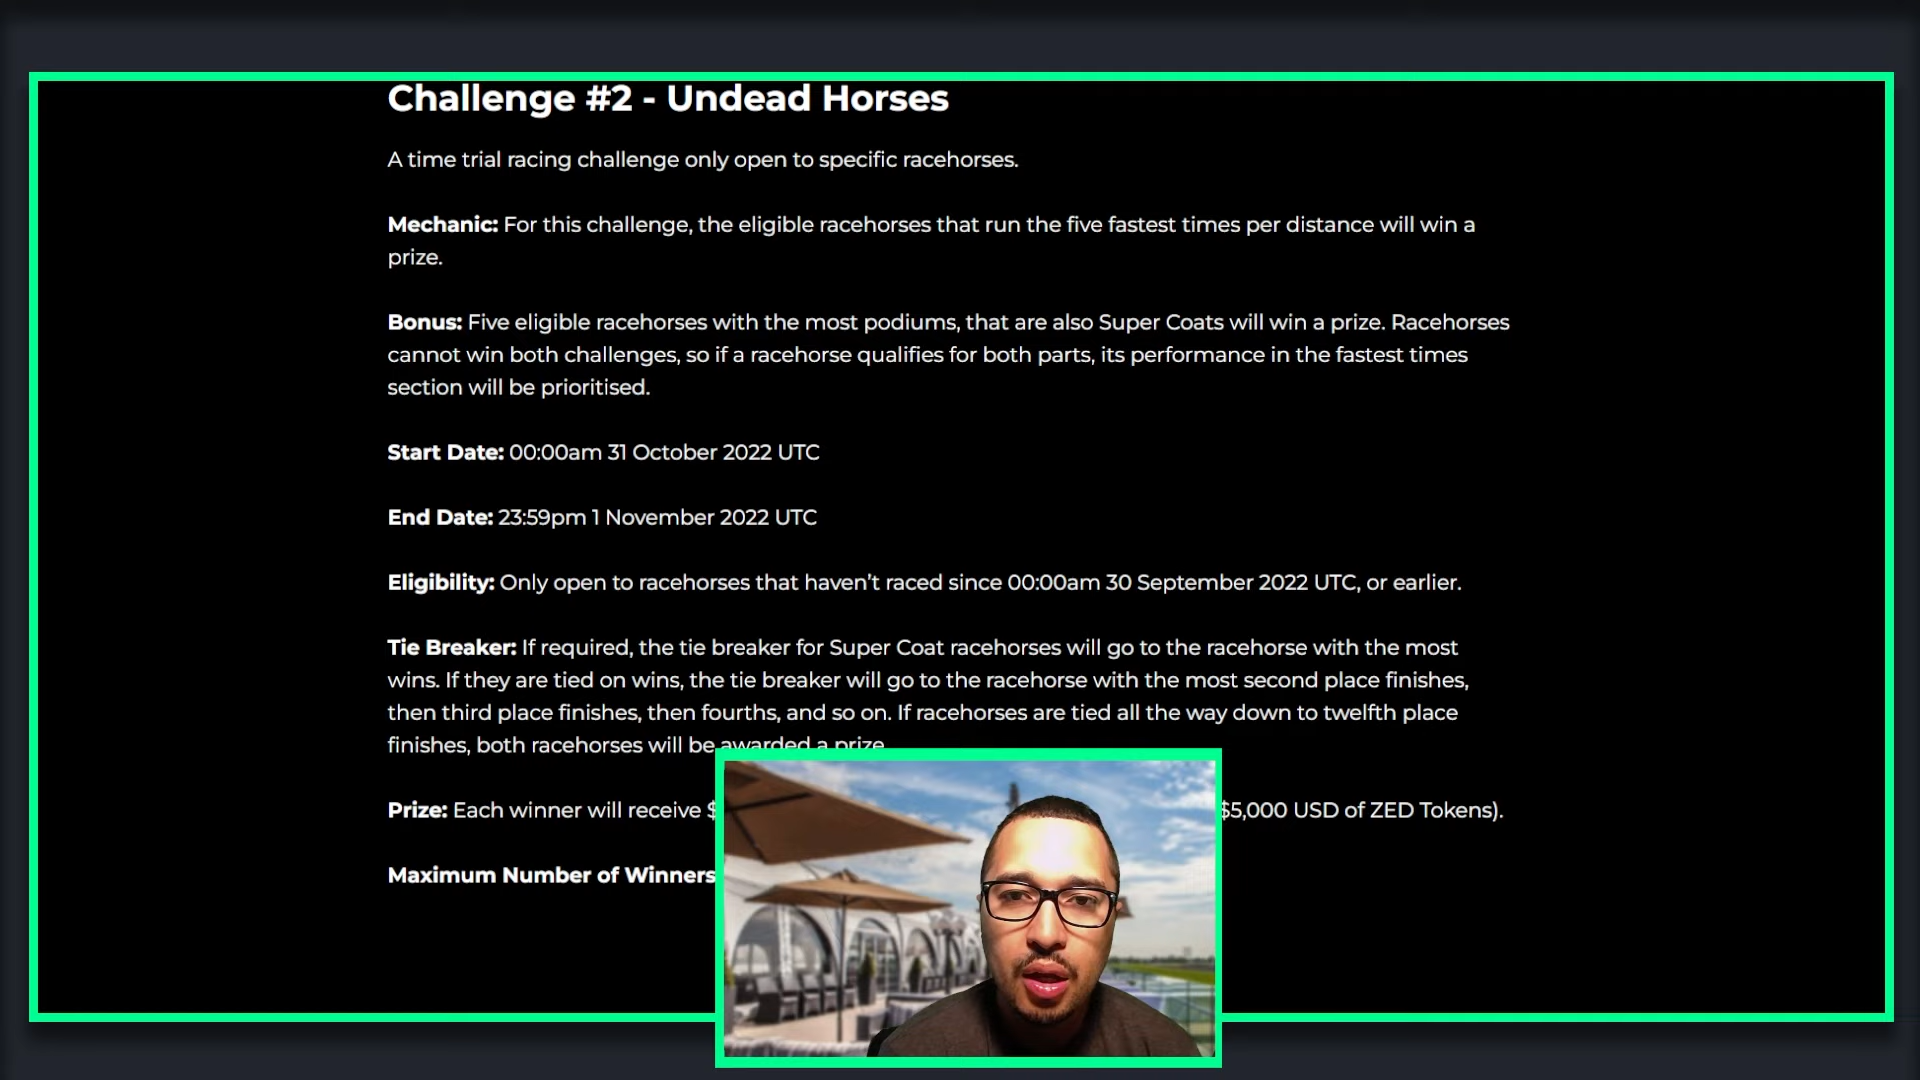 Challenge #2 - Undead Horses
A time trial racing challenge only open to specific racehorses.
Mechanic: For this challenge, the eligible racehorses that run the five fastest times per distance will win a
prize.
Bonus: Five eligible racehorses with the most podiums, that are also Super Coats will win a prize. Racehorses
cannot win both challenges, so if a racehorse qualifies for both parts, its performance in the fastest times
section will be prioritised.
Start Date: 00:00am 31 October 2022 UTC
End Date: 23:59pm 1 November 2022 UTC
Eligibility: Only open to racehorses that haven’t raced since 00:00am 30 September 2022 UTC, or earlier.
Tie Breaker: If required, the tie breaker for Super Coat racehorses will go to the racehorse with the most
wins. If they are tied on wins, the tie breaker will go to the racehorse with the most second place finishes,
then third place finishes, then fourths, and so on. If racehorses are tied all the way down to twelfth place
finishes, both racehorses will be awarded a prize.
Prize: Each winner will receive $ $5,000 USD of ZED Tokens).
Maximum Number of Winners